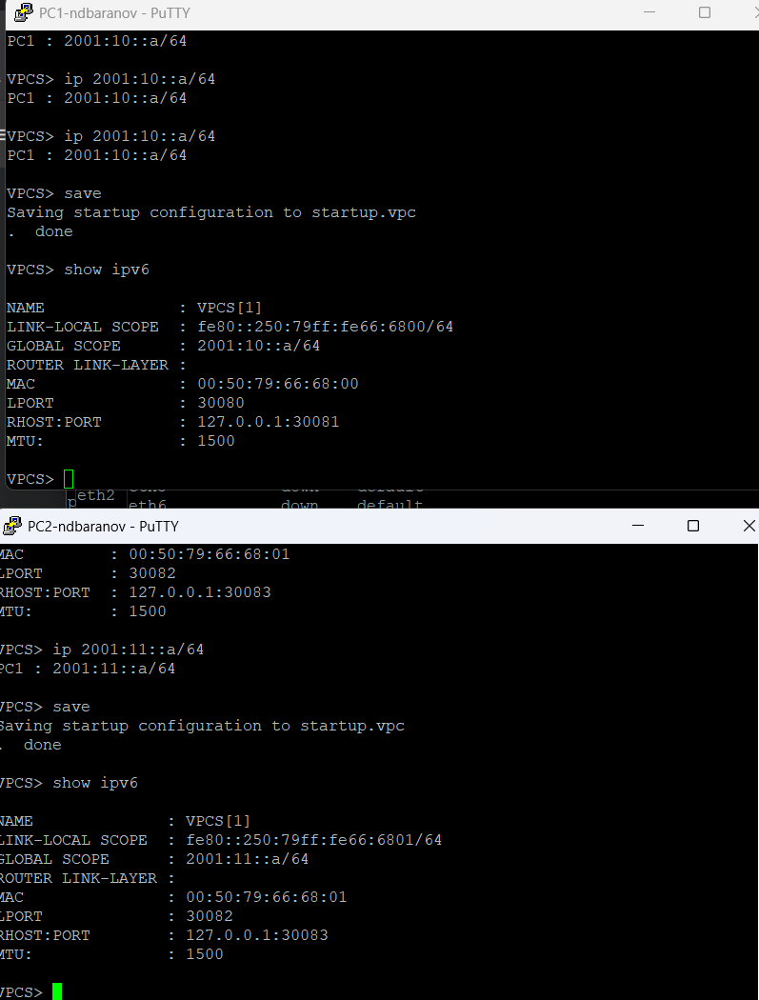 PC1-ndbaranov - PuTTY
PC1 : 2001:10::a/64
VPCS> ip 2001:10::a/64
PC1 : 2001:10::a/64
VPCS> ip 2001:10::a/64
PC1 : 2001:10::a/64
VPCS> save
Saving startup configuration to startup.vpc
.  done
VPCS> show ipv6
NAME              : VPCS[1]
LINK-LOCAL SCOPE  : fe80::250:79ff:fe66:6800/64
GLOBAL SCOPE      : 2001:10::a/64
ROUTER LINK-LAYER :
MAC               : 00:50:79:66:68:00
LPORT             : 30080
RHOST:PORT        : 127.0.0.1:30081
MTU:              : 1500
VPCS>
peth2
eth6 down default
PC2-ndbaranov - PuTTY
MAC         : 00:50:79:66:68:01
LPORT       : 30082
RHOST:PORT  : 127.0.0.1:30083
MTU:        : 1500
VPCS> ip 2001:11::a/64
PC1 : 2001:11::a/64
VPCS> save
Saving startup configuration to startup.vpc
.  done
VPCS> show ipv6
NAME              : VPCS[1]
LINK-LOCAL SCOPE  : fe80::250:79ff:fe66:6801/64
GLOBAL SCOPE      : 2001:11::a/64
ROUTER LINK-LAYER :
MAC               : 00:50:79:66:68:01
LPORT             : 30082
RHOST:PORT        : 127.0.0.1:30083
MTU:              : 1500
VPCS>